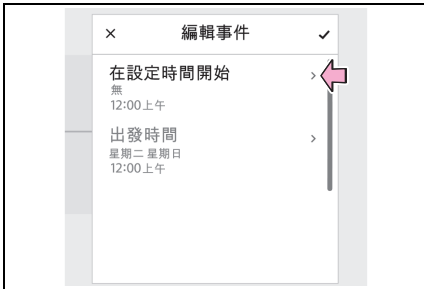 編輯事件
在設定時間開始
無
12:00上午
出發時間
星期二 星期日
12:00上午